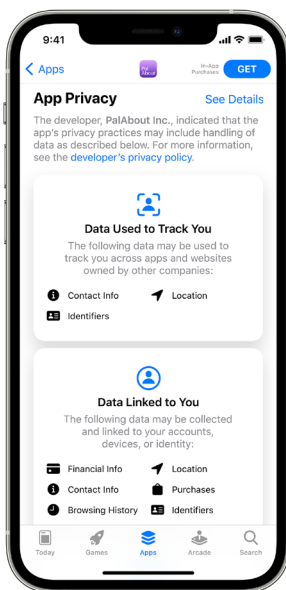 9:41
Apps
Pal About
In-App
Purchases
GET
App Privacy
See Details
The developer, PalAbout Inc., indicated that the
app's privacy practices may include handling of
data as described below. For more information,
see the developer's privacy policy.
Data Used to Track You
The following data may be used to
track you across apps and websites
owned by other companies:
Contact Info
Location
Identifiers
Data Linked to You
The following data may be collected
and linked to your accounts,
devices, or identity:
Financial Info
Location
Contact Info
Purchases
Browsing History
Identifiers
Today
Games
Apps
Arcade
Search